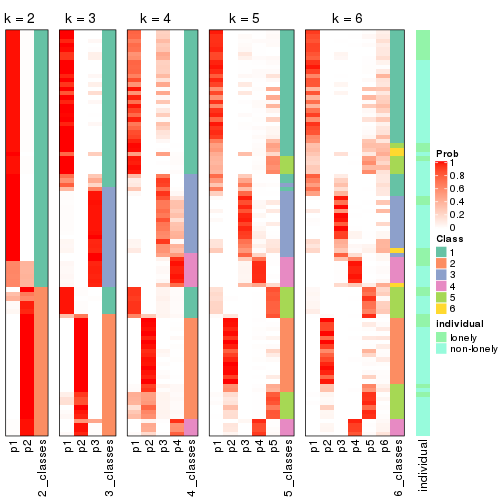 k = 2 k = 3 k = 4 k = 5 k = 6
p1 p2 2_classes p1 p2 p3 3_classes p1 p2 p3 p4 4_classes p1 p2 p3 p4 p5 5_classes p1 p2 p3 p4 p5 p6 6_classes individual
Prob
1
0.8
0.6
0.4
0.2
0
Class
1
2
3
4
5
6
Individual
lonely
non-lonely